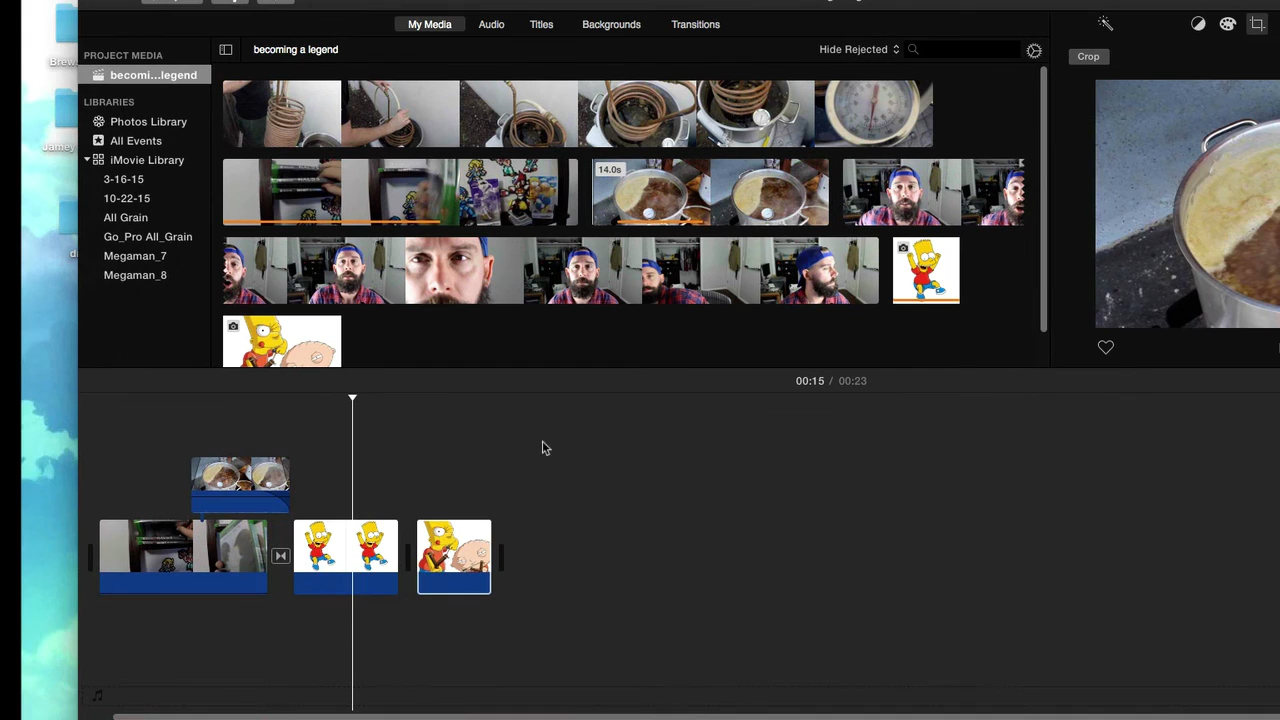 My Media Audio Titles Backgrounds Transitions
PROJECT MEDIA
becoming a legend
Hide Rejected
Crop
becomi...legend
LIBRARIES
Photos Library
All Events
iMovie Library
3-16-15
10-22-15
All Grain
Go_Pro All_Grain
Megaman_7
Megaman_8
14.0s
Brew
Jamey
00:15 / 00:23